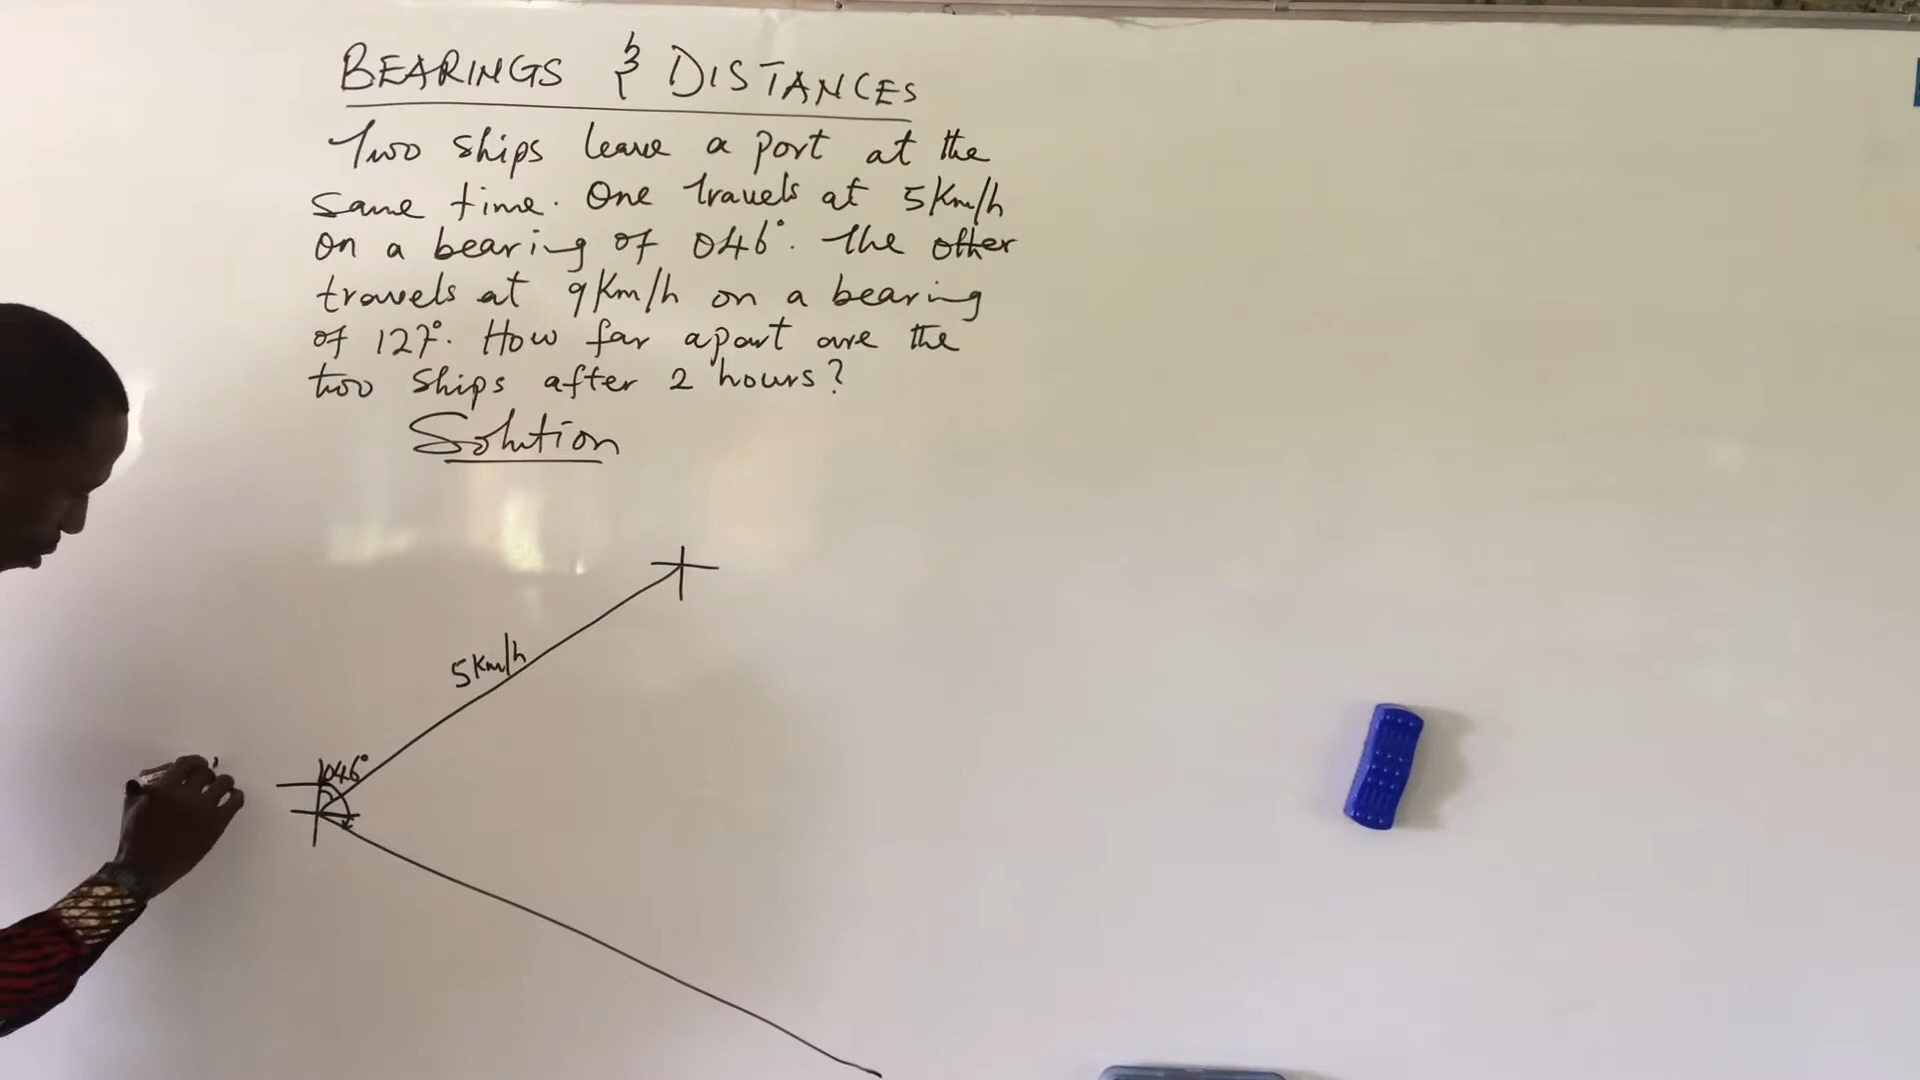 BEARINGS & DISTANCES
Two ships leave a port at the
same time. One travels at 5Km/h
on a bearing of 046°. The other
travels at 9Km/h on a bearing
of 127°. How far apart are the
two ships after 2 hours?
Solution
5Km/h
046°